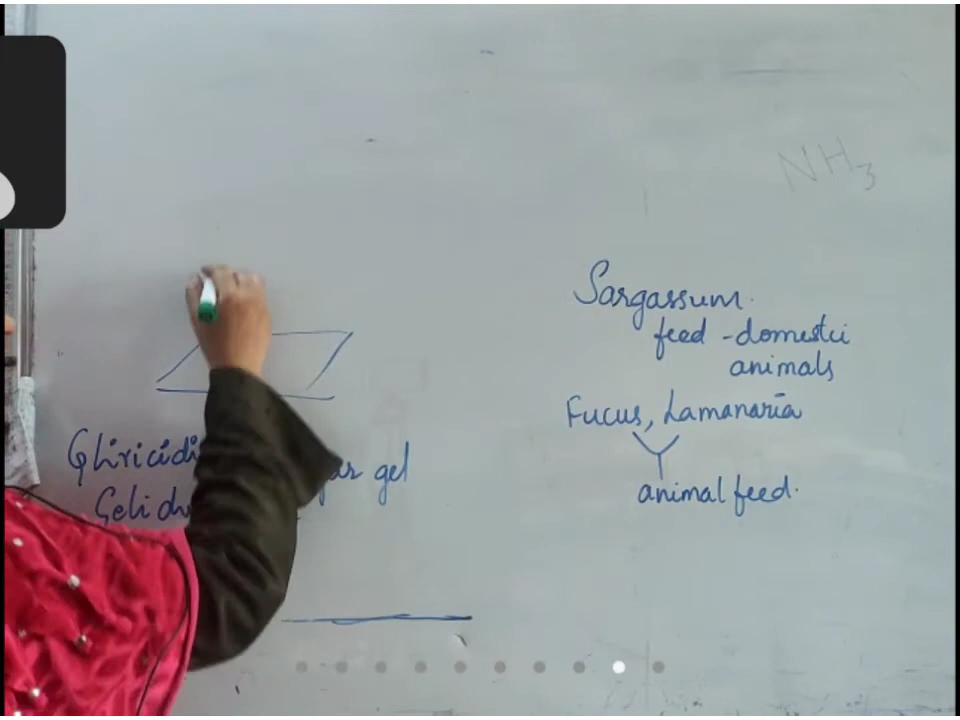 NH3
Sargassum.
feed - domestic
animals
Fucus, Lamanaria
animal feed.
gel